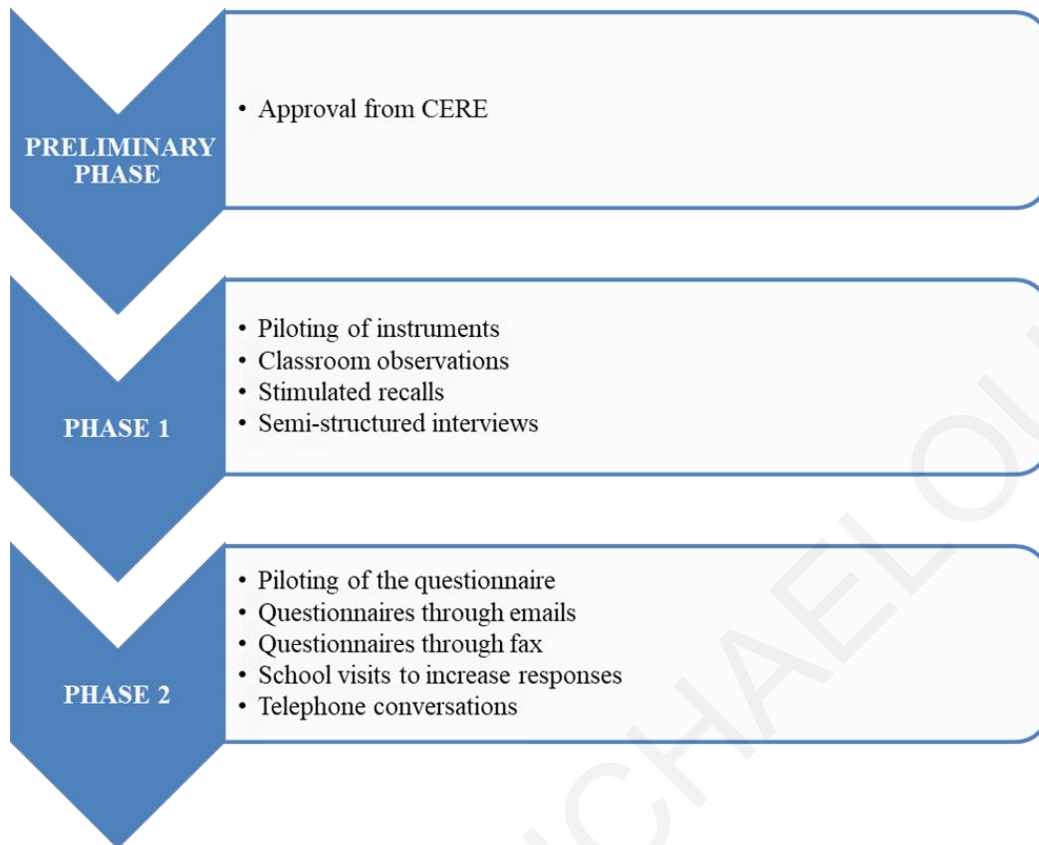 PRELIMINARY
PHASE
• Approval from CERE
PHASE 1
• Piloting of instruments
• Classroom observations
• Stimulated recalls
• Semi-structured interviews
PHASE 2
• Piloting of the questionnaire
• Questionnaires through emails
• Questionnaires through fax
• School visits to increase responses
• Telephone conversations